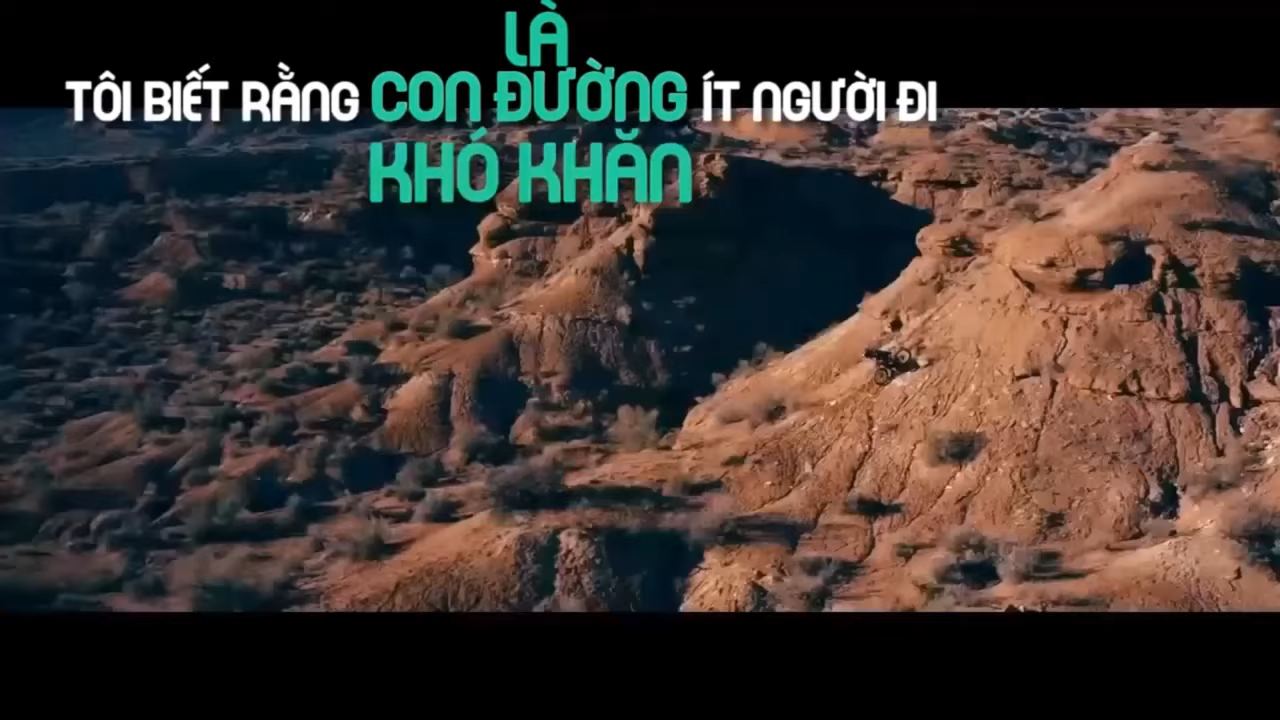 LÀ
TÔI BIẾT RẰNG CON ĐƯỜNG ÍT NGƯỜI ĐI
KHÓ KHĂN